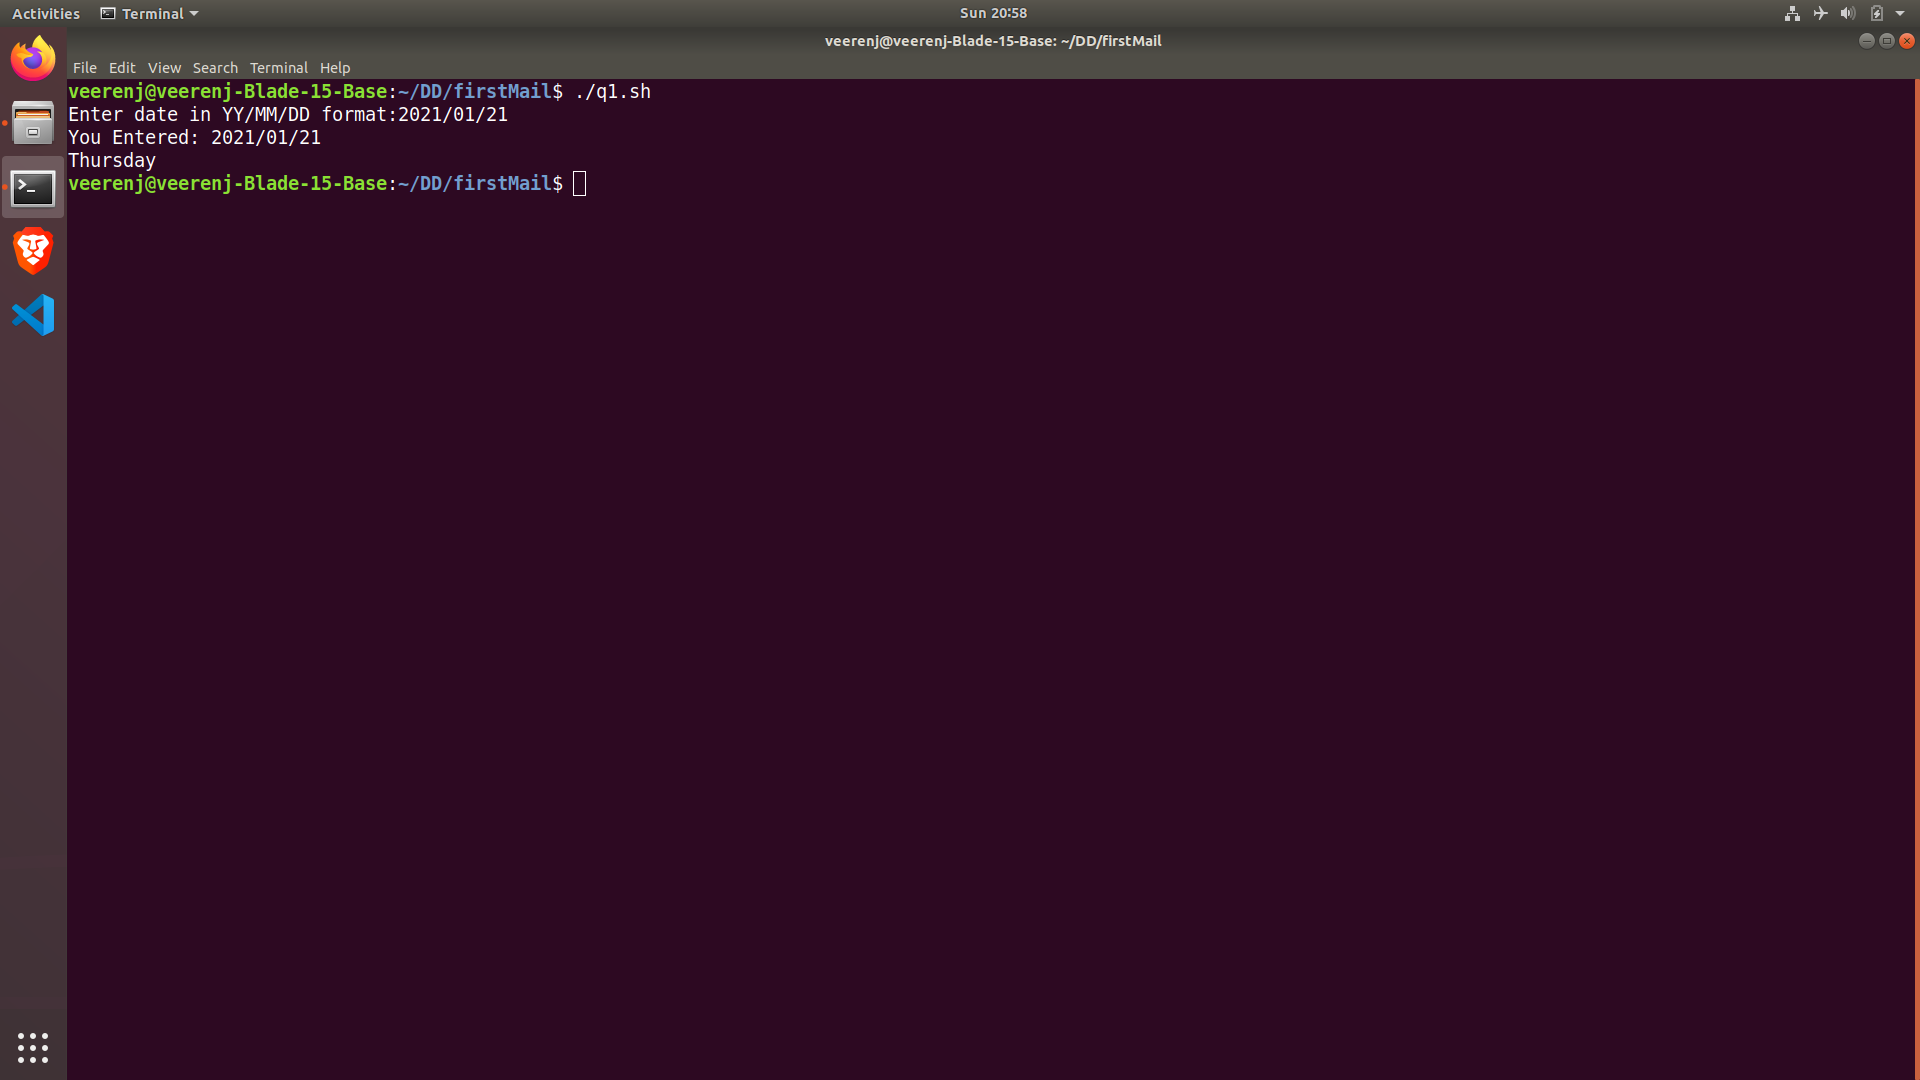 Activities Terminal Sun 20:58
veerenj@veerenj-Blade-15-Base: ~/DD/firstMail
File Edit View Search Terminal Help
veerenj@veerenj-Blade-15-Base:~/DD/firstMail$ ./q1.sh
Enter date in YY/MM/DD format:2021/01/21
You Entered: 2021/01/21
Thursday
veerenj@veerenj-Blade-15-Base:~/DD/firstMail$